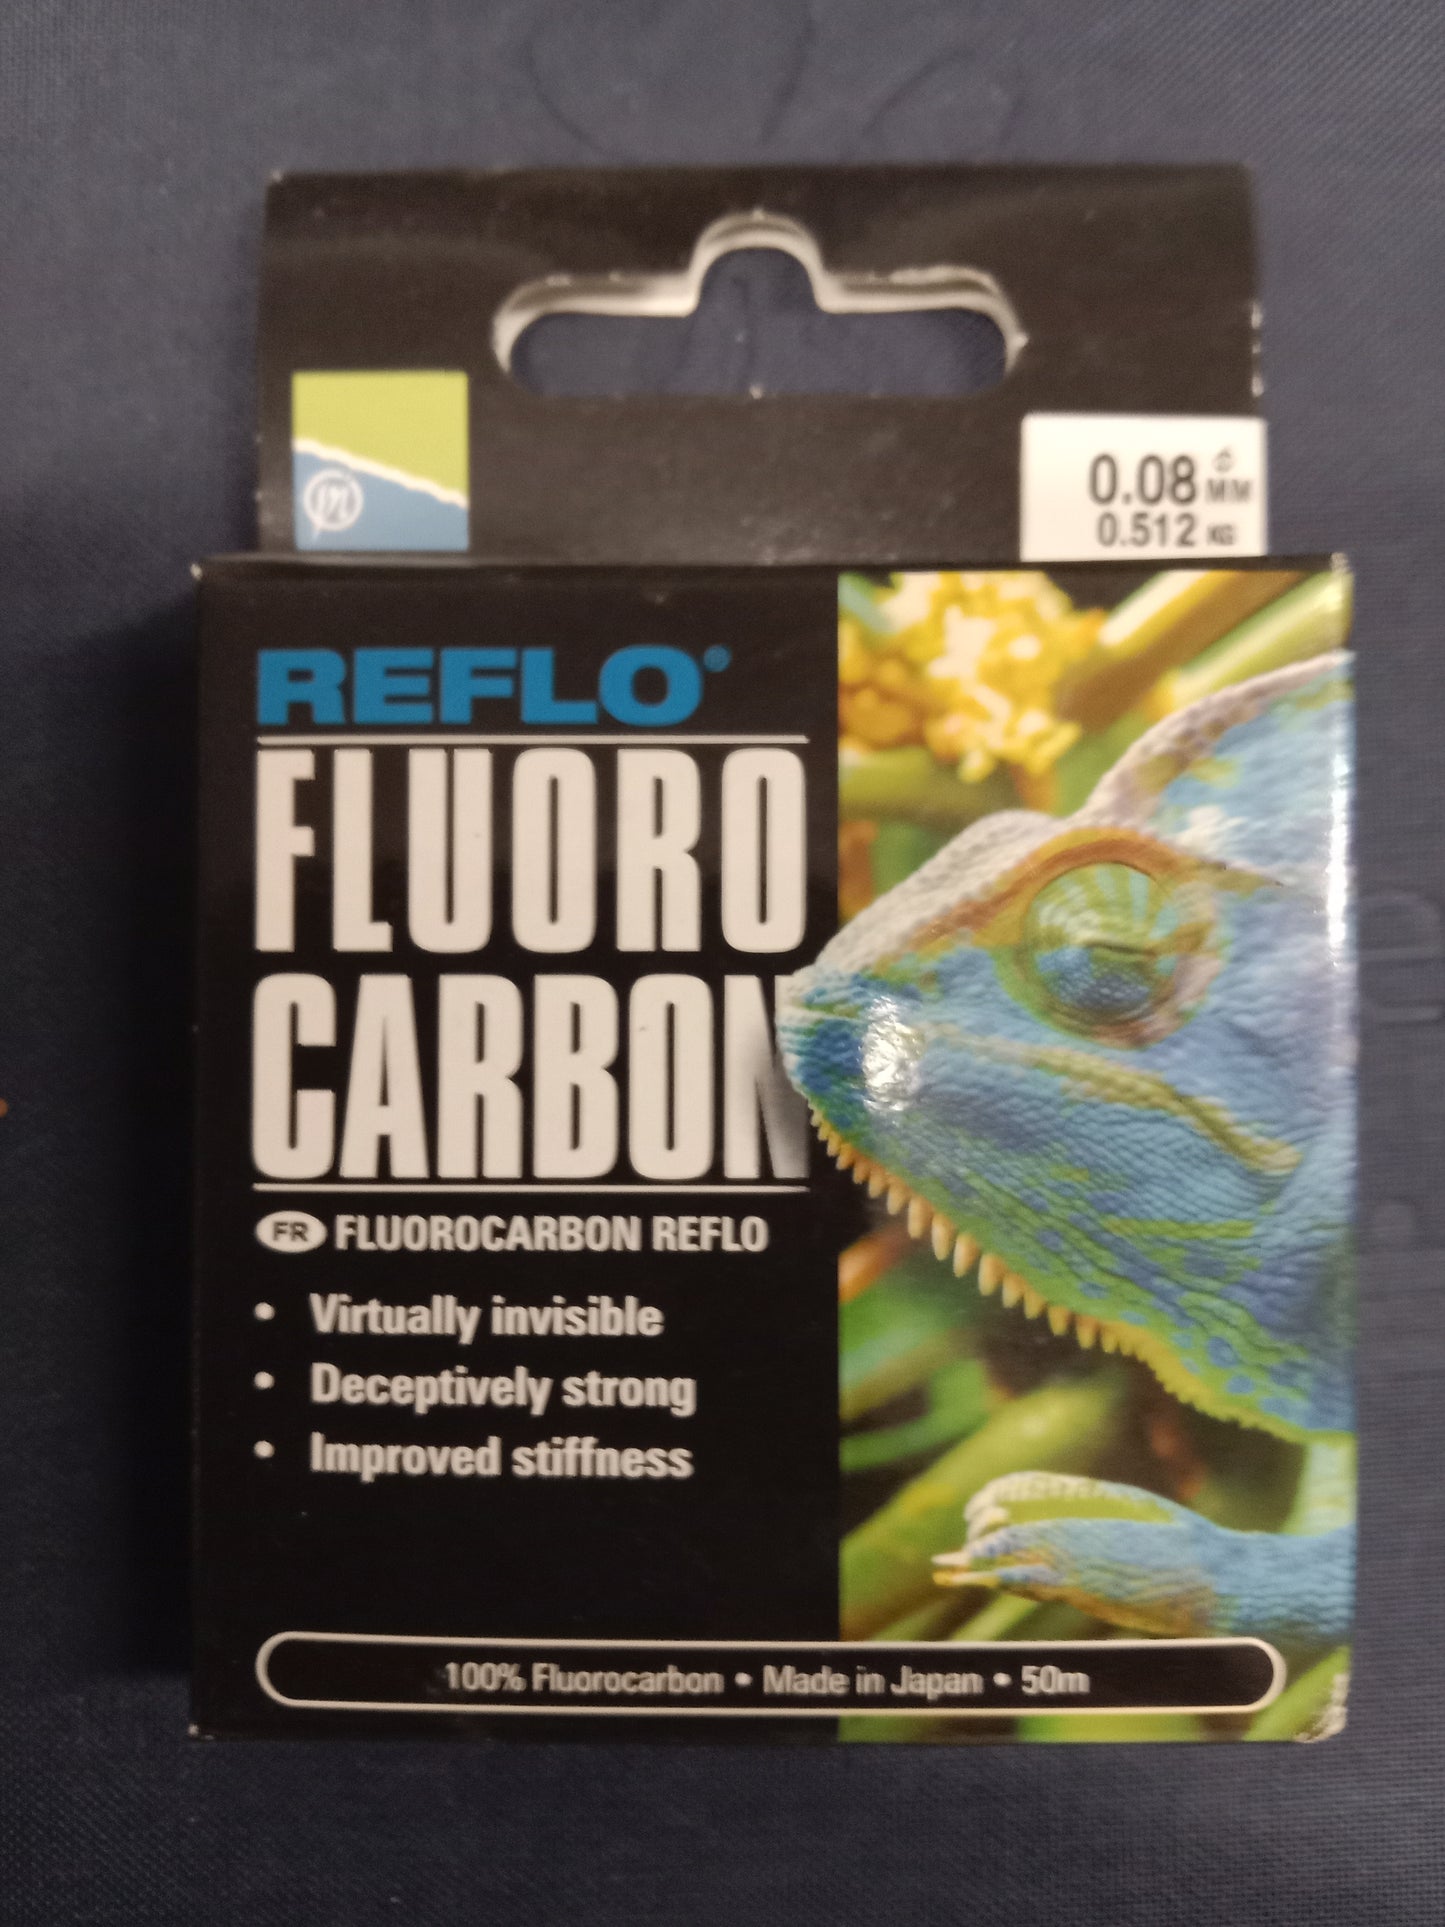 0.08 MM
0.512 KG
REFLO®
FLUORO
CARBON
FR FLUOROCARBON REFLO
• Virtually invisible
• Deceptively strong
• Improved stiffness
100% Fluorocarbon • Made in Japan • 50m